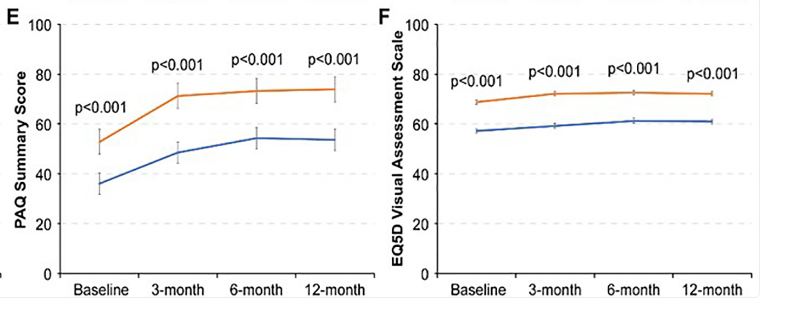 E
PAQ Summary Score
100
80
60
40
20
0
p<0.001
p<0.001
p<0.001
p<0.001
Baseline
3-month
6-month
12-month
F
EQ5D Visual Assessment Scale
100
80
60
40
20
0
p<0.001
p<0.001
p<0.001
p<0.001
Baseline
3-month
6-month
12-month